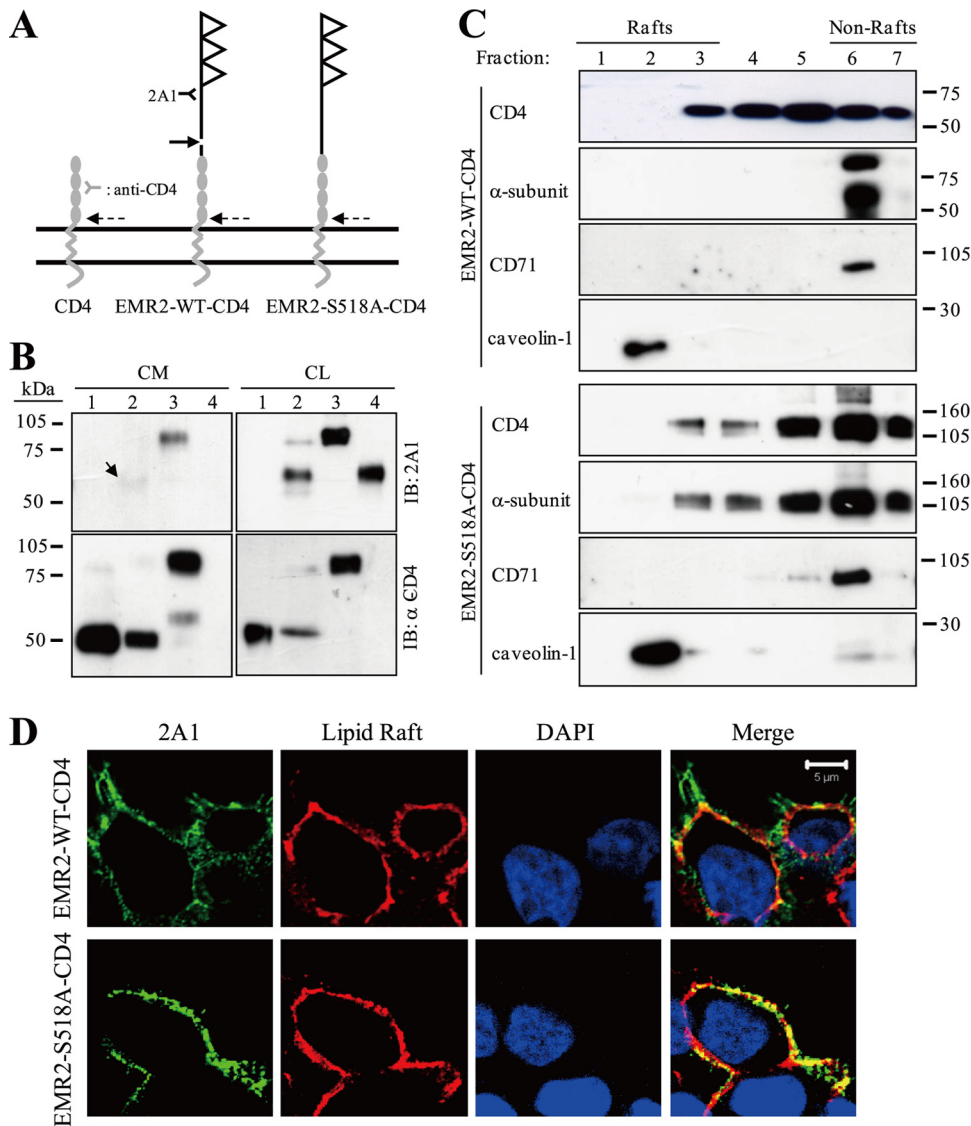 A
2A1
: anti-CD4
CD4 EMR2-WT-CD4 EMR2-S518A-CD4
B
CM CL
kDa
1 2 3 4 1 2 3 4
105
75
50
IB: 2A1
105
75
50
IB: α CD4
C
Rafts Non-Rafts
Fraction: 1 2 3 4 5 6 7
EMR2-WT-CD4
CD4
75
50
α-subunit
75
50
CD71
105
caveolin-1
30
EMR2-S518A-CD4
CD4
160
105
α-subunit
160
105
CD71
105
caveolin-1
30
D
2A1 Lipid Raft DAPI Merge
EMR2-WT-CD4
5 µm
EMR2-S518A-CD4